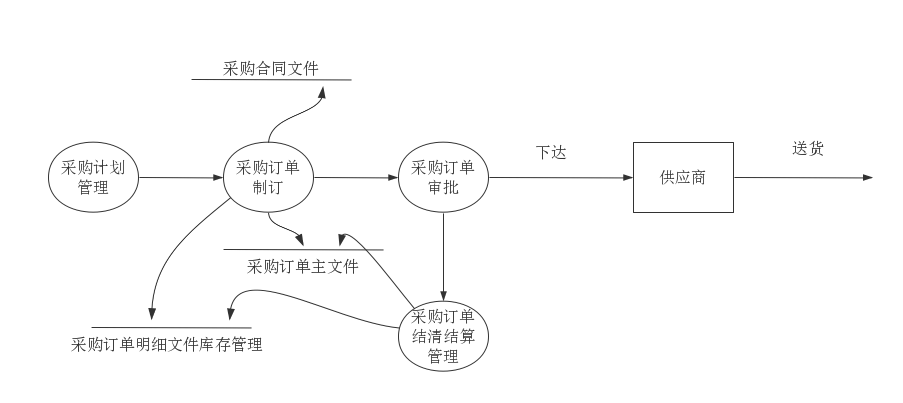 采购合同文件
采购计划
管理
采购订单
制订
采购订单
审批
下达
供应商
送货
采购订单主文件
采购订单明细文件库存管理
采购订单
结清结算
管理